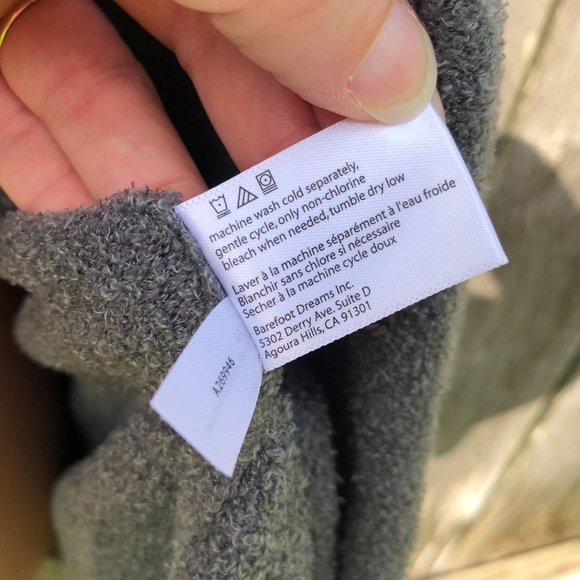 machine wash cold separately,
gentle cycle, only non-chlorine
bleach when needed, tumble dry low
Laver à la machine séparément à l'eau froide
Blanchir sans chlore si nécessaire
Secher à la machine cycle doux
Barefoot Dreams Inc.
5302 Derry Ave. Suite D
Agoura Hills, CA 91301
A269946